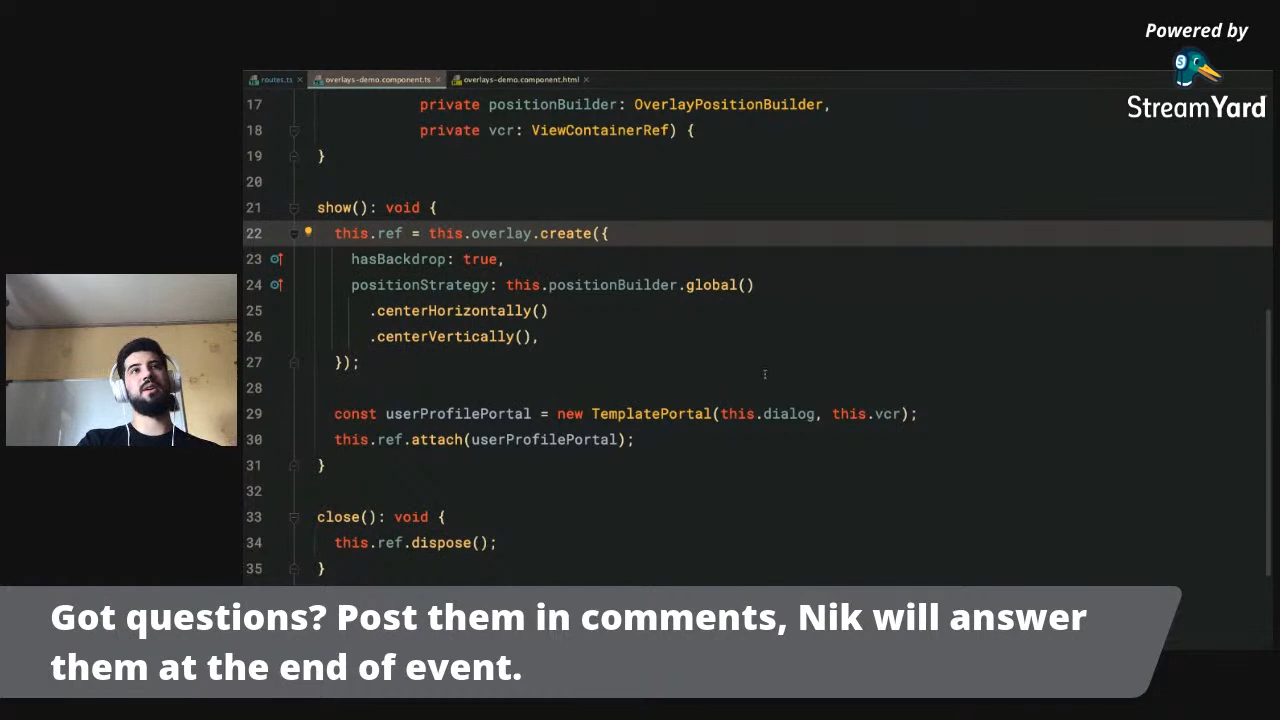 Powered by
StreamYard
routes.ts overlays-demo.component.ts overlays-demo.component.html
17 private positionBuilder: OverlayPositionBuilder,
18 private vcr: ViewContainerRef) {
19 }
20
21 show(): void {
22 this.ref = this.overlay.create({
23 hasBackdrop: true,
24 positionStrategy: this.positionBuilder.global()
25 .centerHorizontally()
26 .centerVertically(),
27 });
28
29 const userProfilePortal = new TemplatePortal(this.dialog, this.vcr);
30 this.ref.attach(userProfilePortal);
31 }
32
33 close(): void {
34 this.ref.dispose();
35 }
Got questions? Post them in comments, Nik will answer
them at the end of event.